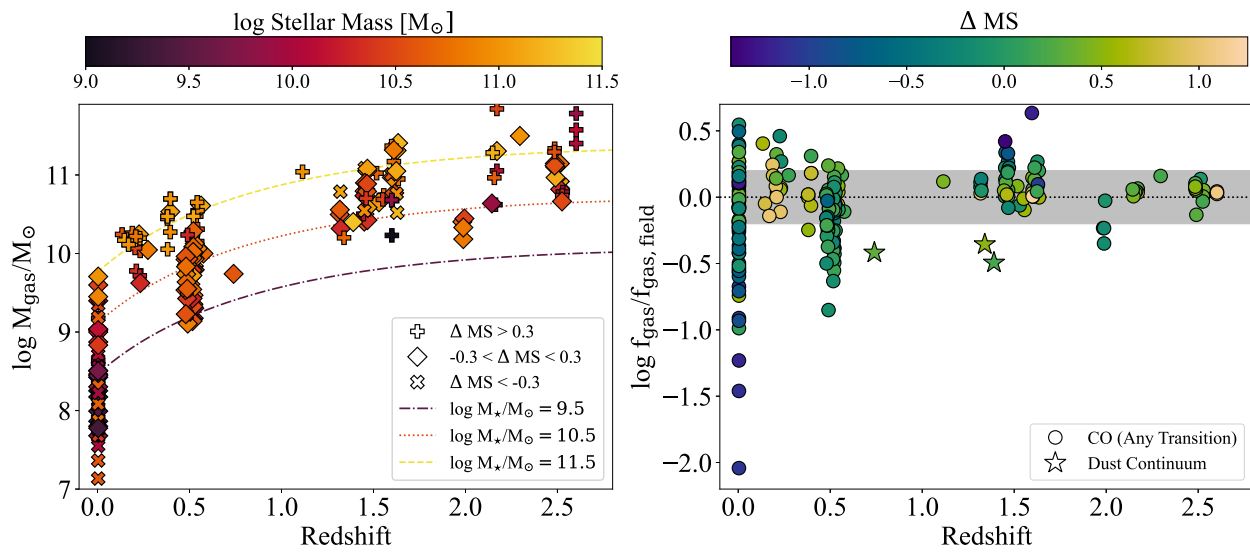 log Stellar Mass [M⊙]
9.0 9.5 10.0 10.5 11.0 11.5
log M_gas/M⊙
11
10
9
8
7
Δ MS > 0.3
-0.3 < Δ MS < 0.3
Δ MS < -0.3
log M⋆/M⊙ = 9.5
log M⋆/M⊙ = 10.5
log M⋆/M⊙ = 11.5
0.0 0.5 1.0 1.5 2.0 2.5
Redshift
Δ MS
−1.0 −0.5 0.0 0.5 1.0
log f_gas/f_gas, field
0.5
0.0
−0.5
−1.0
−1.5
−2.0
CO (Any Transition)
Dust Continuum
0.0 0.5 1.0 1.5 2.0 2.5
Redshift